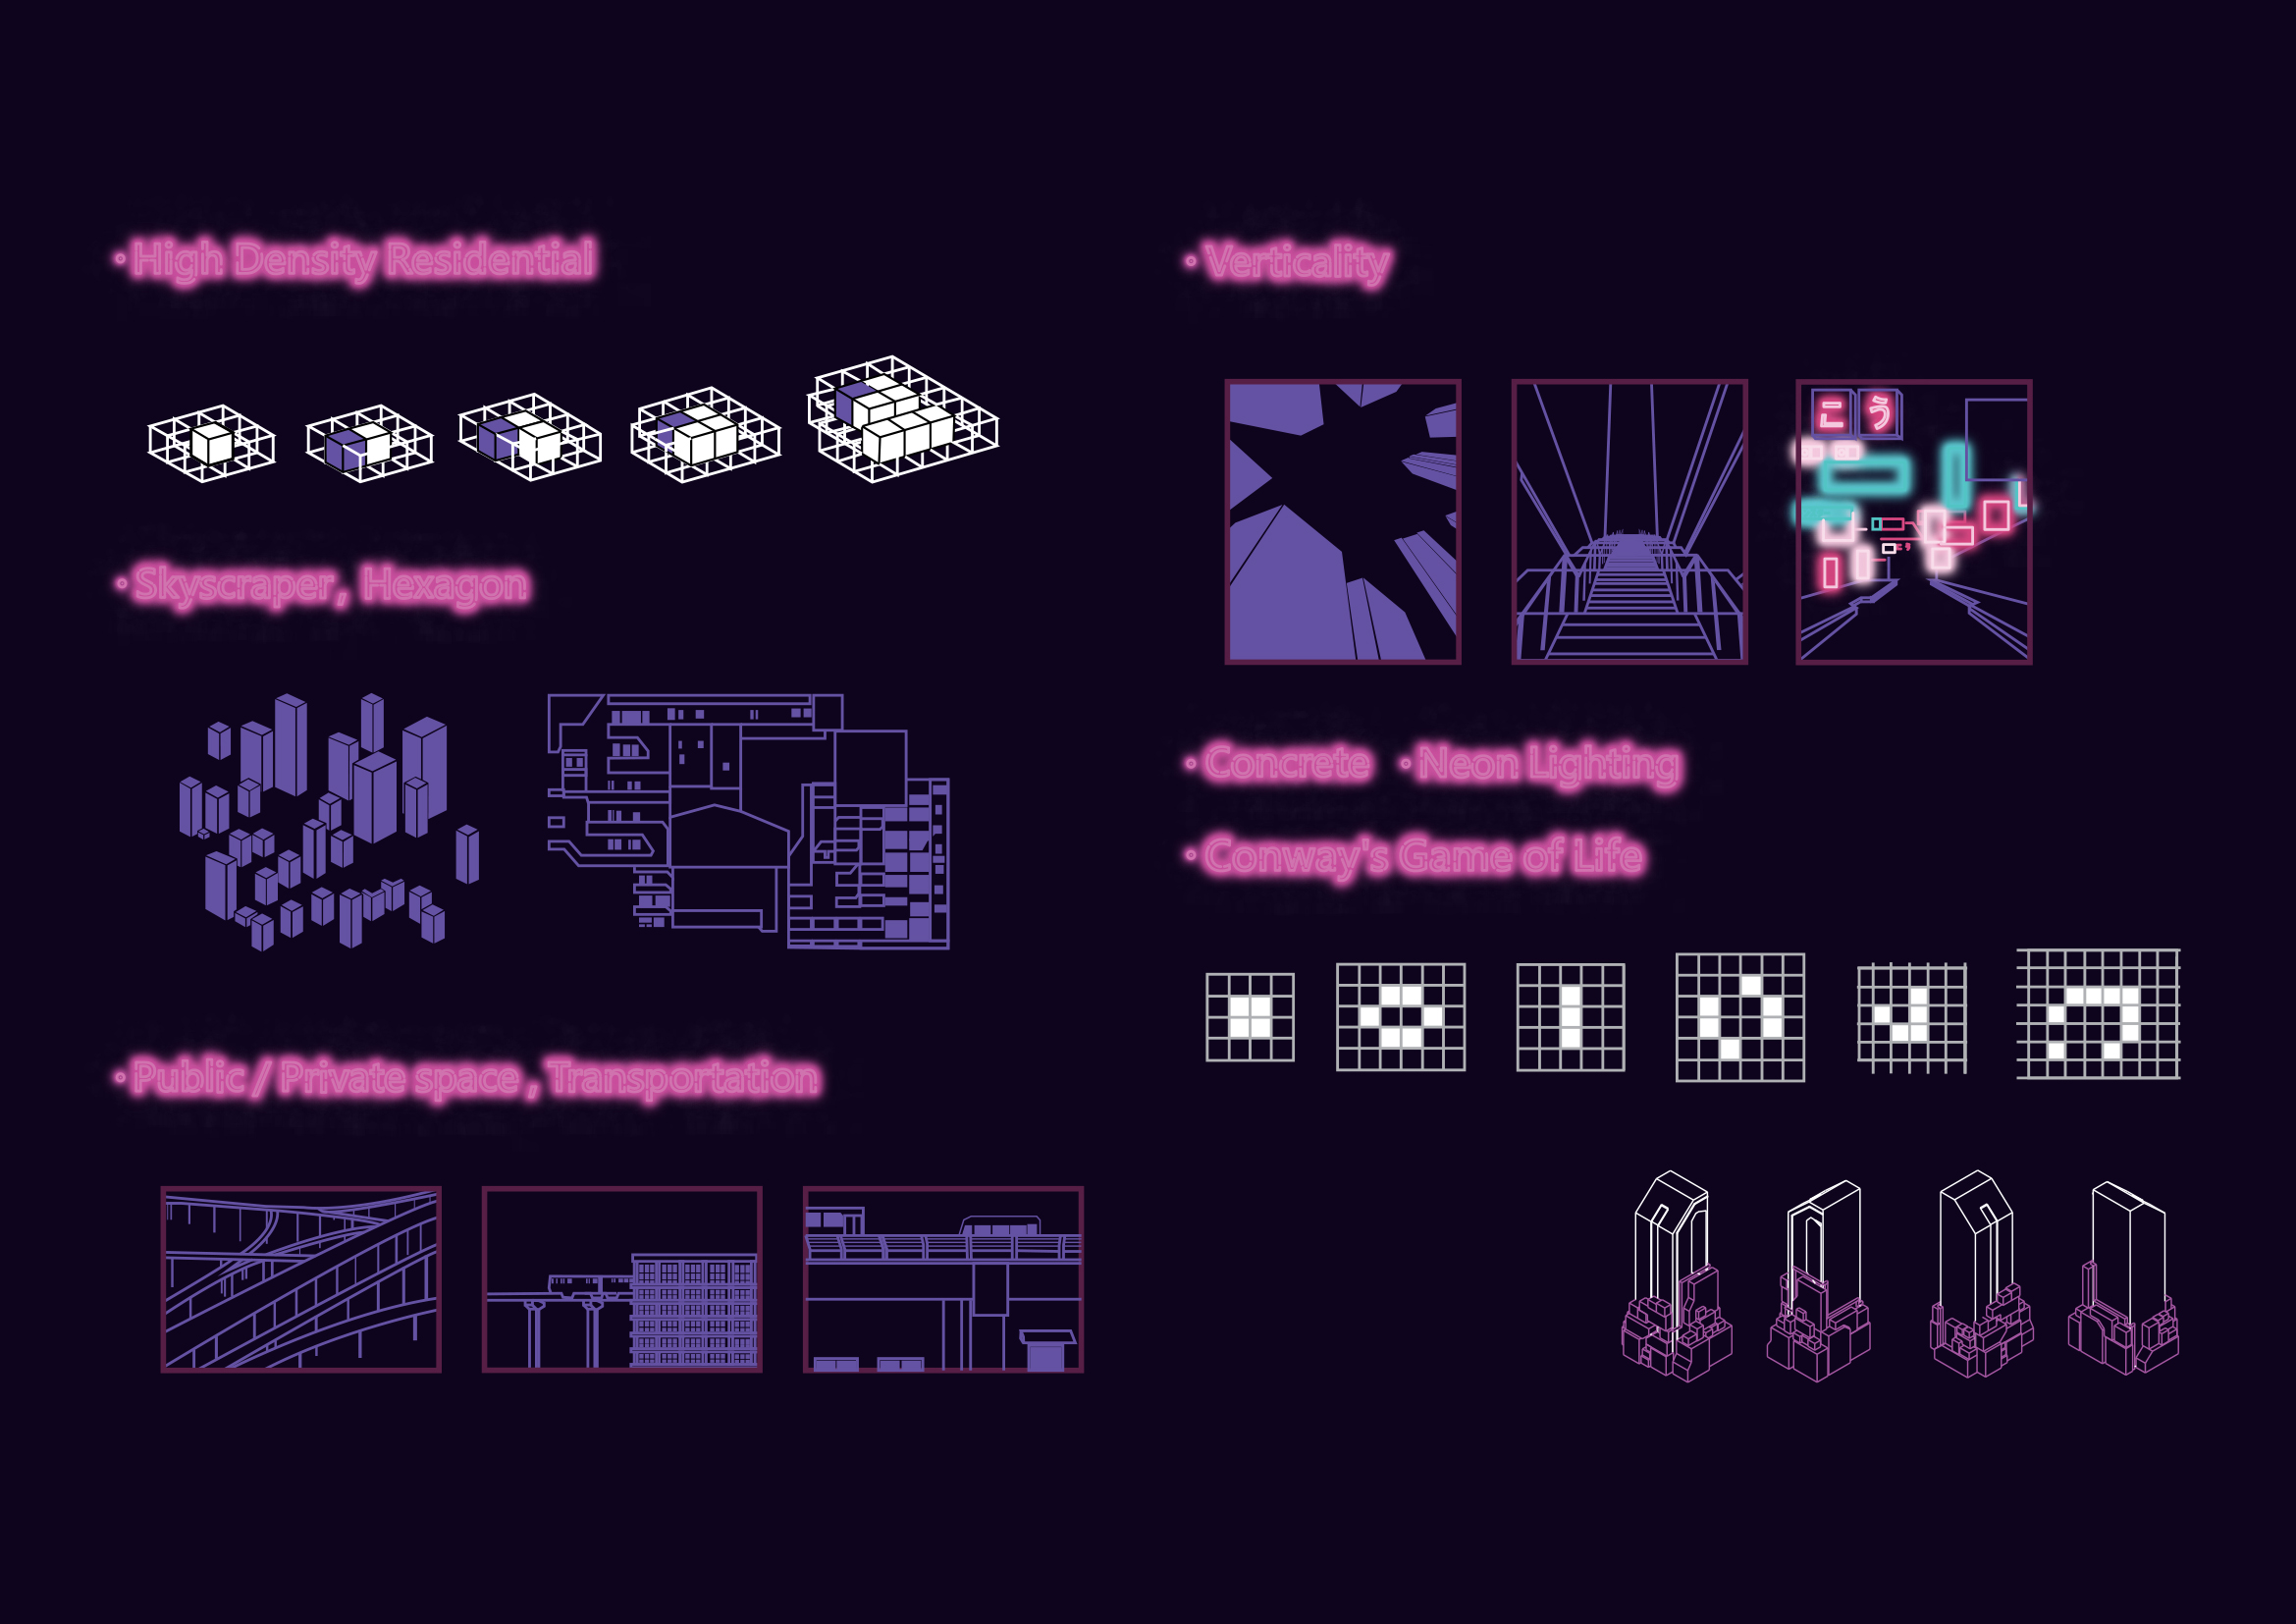 • High Density Residential
• Skyscraper, Hexagon
• Public / Private space , Transportation
• Verticality
こ う
• Concrete • Neon Lighting
• Conway's Game of Life